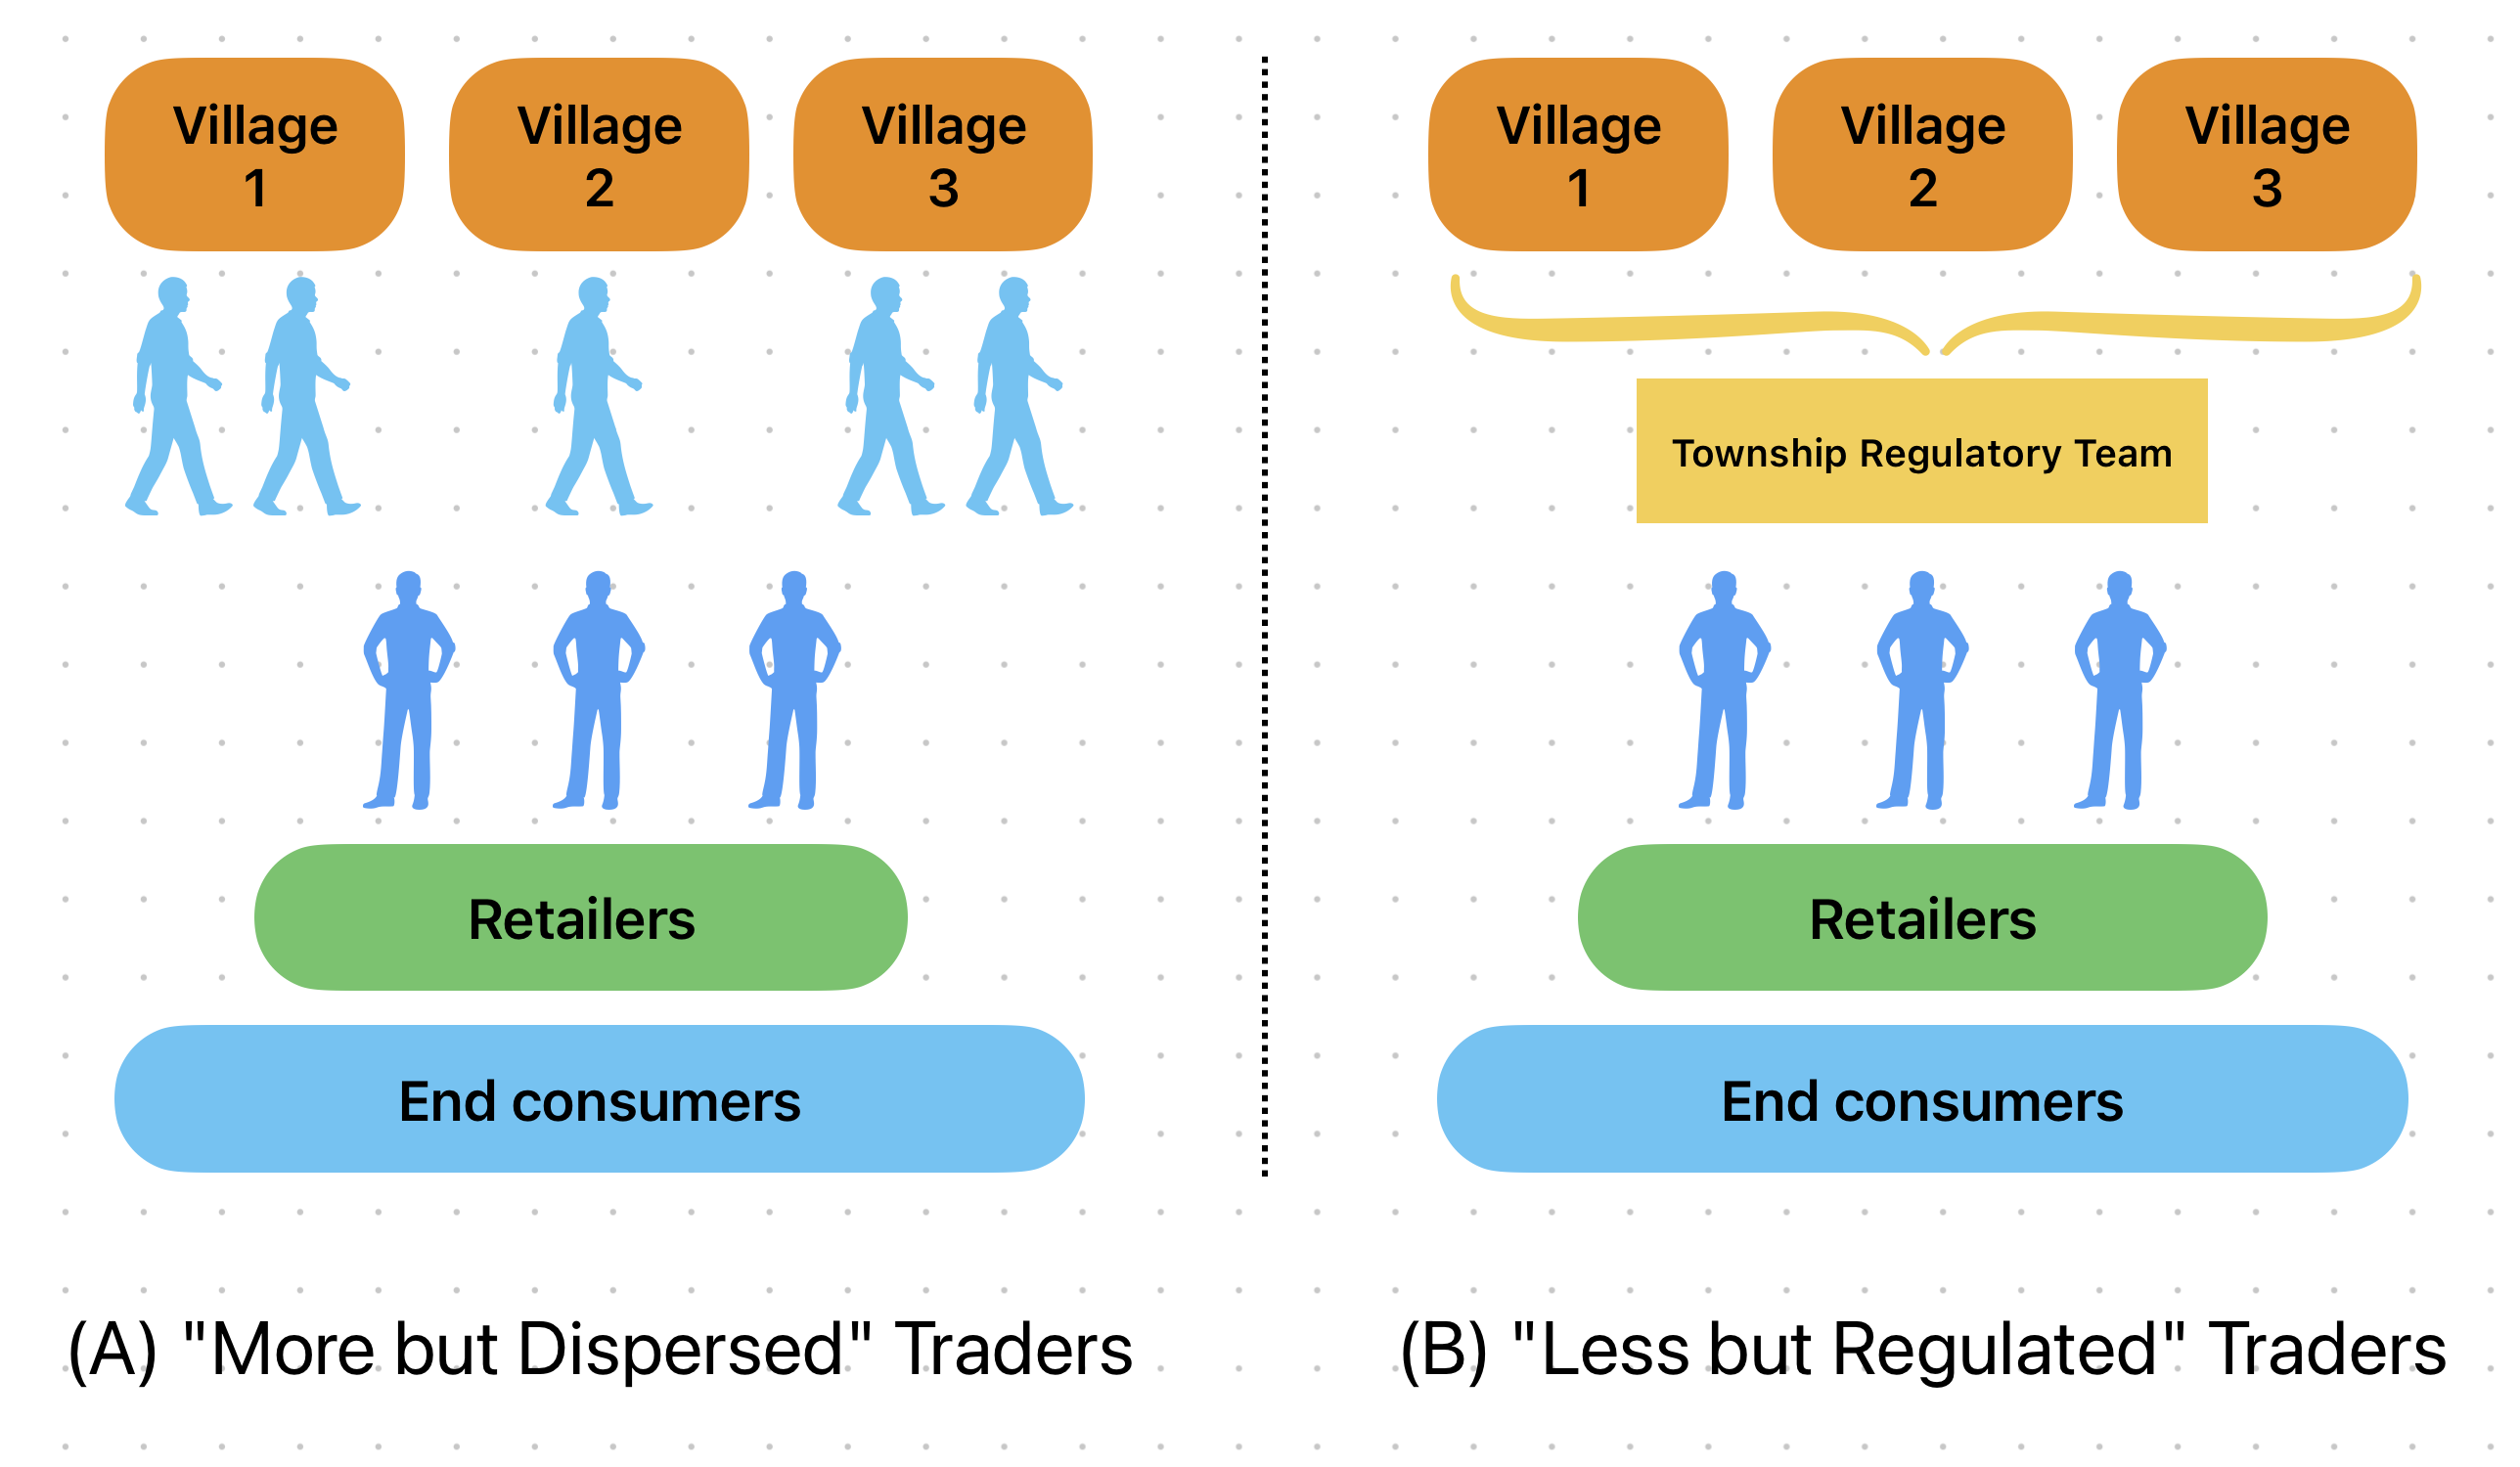 Village
1
Village
2
Village
3
Retailers
End consumers
(A) "More but Dispersed" Traders
Village
1
Village
2
Village
3
Township Regulatory Team
Retailers
End consumers
(B) "Less but Regulated" Traders